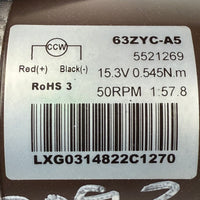 CCW 63ZYC-A5
Red(+) Black(-) 5521269
15.3V 0.545N.m
RoHS 3 50RPM 1:57.8
LXG0314822C1270